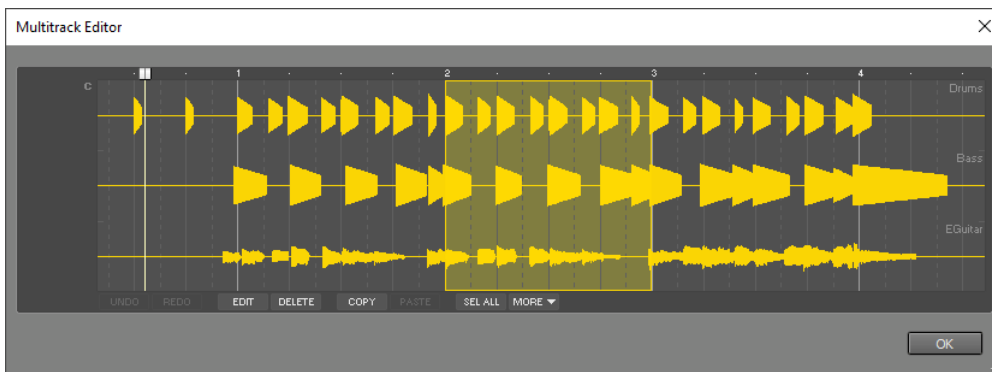 Multitrack Editor
1 2 3 4
C
Drums
Bass
EGuitar
UNDO REDO EDIT DELETE COPY PASTE SEL ALL MORE
OK